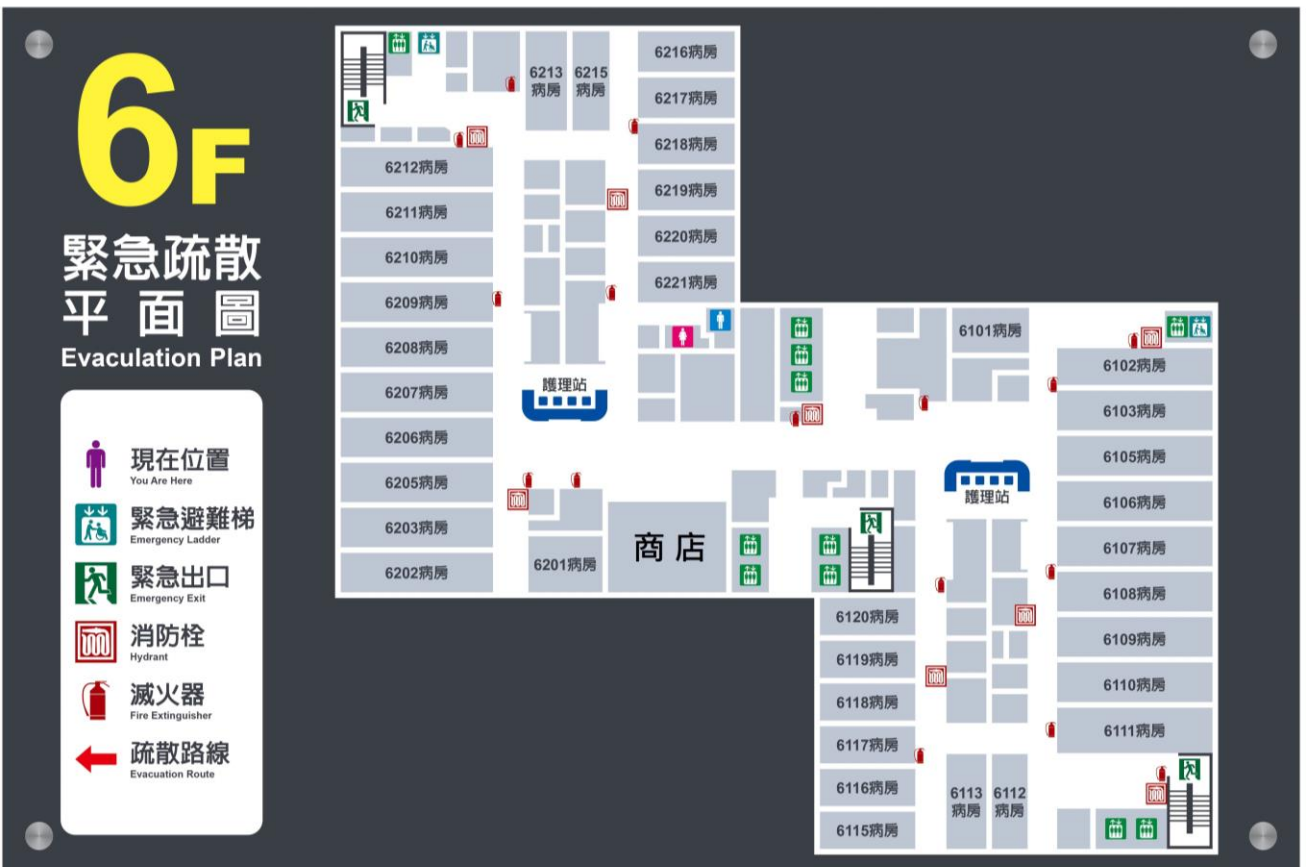 6F
緊急疏散
平面圖
Evaculation Plan
現在位置
You Are Here
緊急避難梯
Emergency Ladder
緊急出口
Emergency Exit
消防栓
Hydrant
滅火器
Fire Extinguisher
疏散路線
Evacuation Route
6213
病房
6215
病房
6216病房
6217病房
6218病房
6219病房
6220病房
6221病房
6212病房
6211病房
6210病房
6209病房
6208病房
6207病房
6206病房
6205病房
6203病房
6202病房
護理站
6201病房
商店
6101病房
6102病房
6103病房
6105病房
6106病房
6107病房
6108病房
6109病房
6110病房
6111病房
護理站
6120病房
6119病房
6118病房
6117病房
6116病房
6115病房
6113
病房
6112
病房